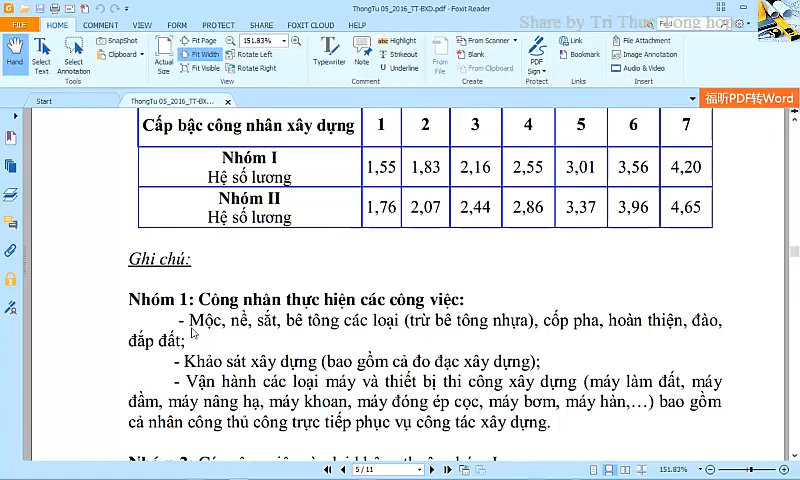 ThongTu 05_2016_TT-BXD.pdf - Foxit Reader
Share by Tri Thuc
FILE HOME COMMENT VIEW FORM PROTECT SHARE FOXIT CLOUD HELP
Find
Hand
Select Text
Select Annotation
SnapShot
Clipboard
Actual Size
Fit Page
Fit Width
Fit Visible
151.83%
Rotate Left
Rotate Right
Typewriter
Note
Highlight
Strikeout
Underline
From File
From Scanner
Blank
From Clipboard
PDF Sign
Link
Bookmark
File Attachment
Image Annotation
Audio & Video
Tools View Comment Create Protect Links Insert
Start ThongTu 05_2016_TT-BX...
福昕PDF转Word
Cấp bậc công nhân xây dựng 1 2 3 4 5 6 7
Nhóm I
Hệ số lương 1,55 1,83 2,16 2,55 3,01 3,56 4,20
Nhóm II
Hệ số lương 1,76 2,07 2,44 2,86 3,37 3,96 4,65
Ghi chú:
Nhóm 1: Công nhân thực hiện các công việc:
- Mộc, nề, sắt, bê tông các loại (trừ bê tông nhựa), cốp pha, hoàn thiện, đào,
đắp đất;
- Khảo sát xây dựng (bao gồm cả đo đạc xây dựng);
- Vận hành các loại máy và thiết bị thi công xây dựng (máy làm đất, máy
đầm, máy nâng hạ, máy khoan, máy đóng ép cọc, máy bơm, máy hàn,…) bao gồm
cả nhân công thủ công trực tiếp phục vụ công tác xây dựng.
5 / 11
151.83%